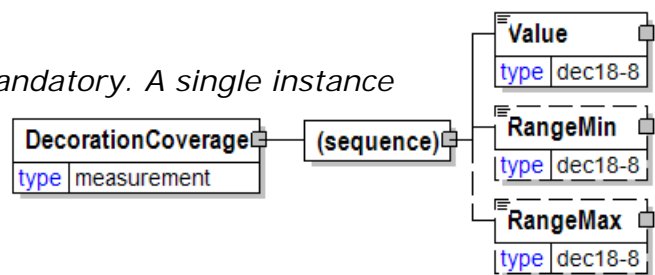 Value
type dec18-8
andatory. A single instance
RangeMin
type dec18-8
DecorationCoverage
type measurement
(sequence)
RangeMax
type dec18-8